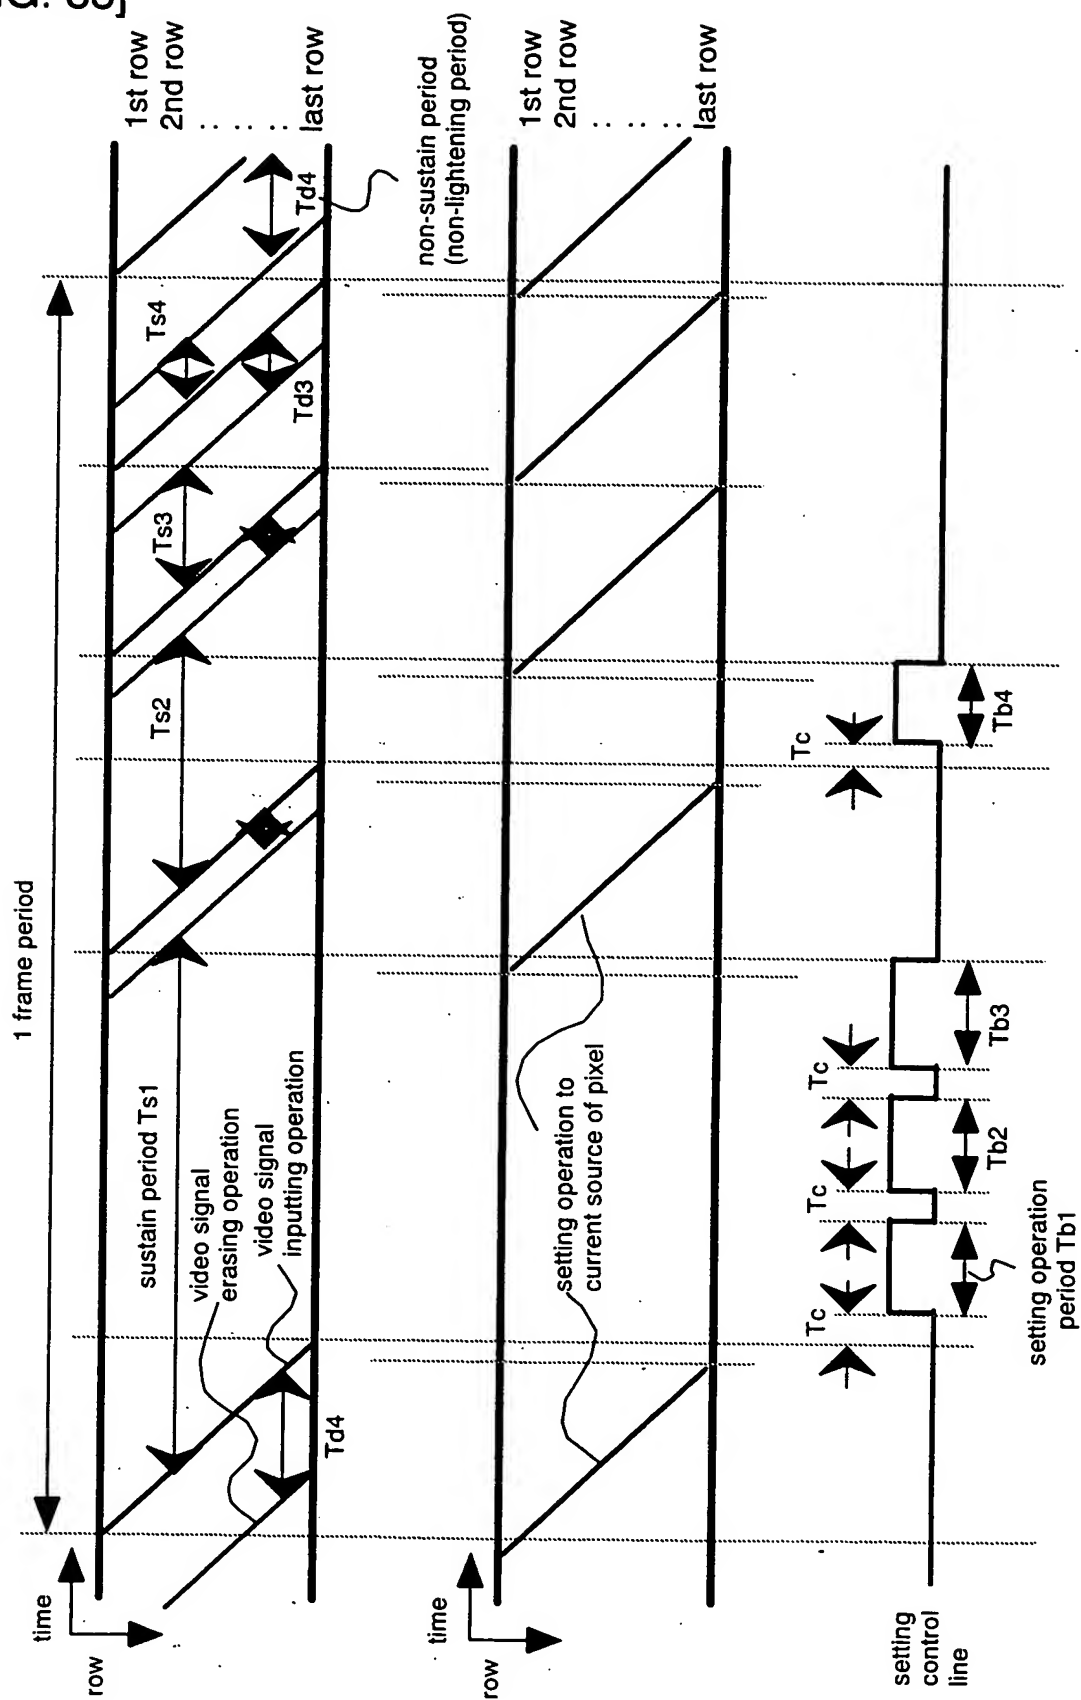 1 frame period
time
row
1st row
2nd row
last row
sustain period Ts1
Ts2
Ts3
Ts4
video signal
erasing operation
video signal
inputting operation
Td4
Td3
Td4
non-sustain period
(non-lightening period)
time
row
1st row
2nd row
last row
setting operation to
current source of pixel
Tc
Tc
Tc
Tc
Tb2
Tb3
Tb4
setting operation
period Tb1
setting
control
line